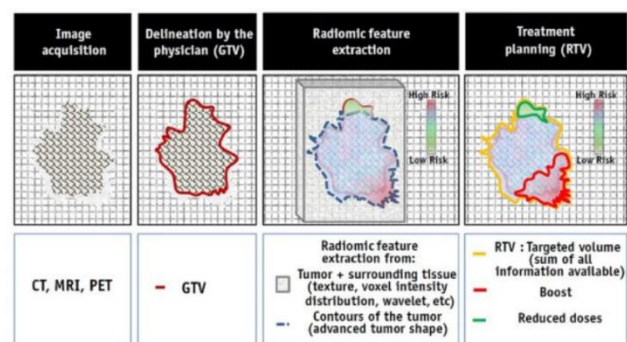 Image
acquisition
Delineation by the
physician (GTV)
Radiomic feature
extraction
Treatment
planning (RTV)
High Risk
Low Risk
High Risk
Low Risk
CT, MRI, PET
GTV
Radiomic feature
extraction from:
Tumor + surrounding tissue
(texture, voxel intensity
distribution, wavelet, etc)
Contours of the tumor
(advanced tumor shape)
RTV : Targeted volume
(sum of all
information available)
Boost
Reduced doses